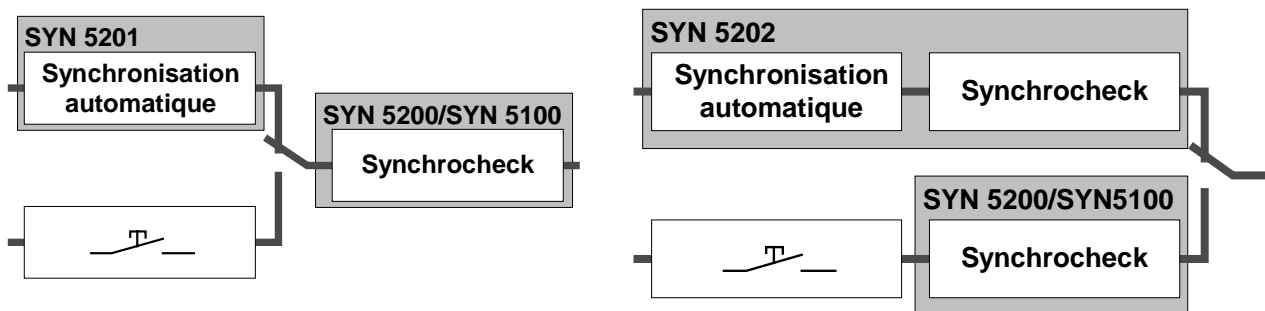 SYN 5201
Synchronisation
automatique
SYN 5200/SYN 5100
Synchrocheck
SYN 5202
Synchronisation
automatique
Synchrocheck
SYN 5200/SYN5100
Synchrocheck